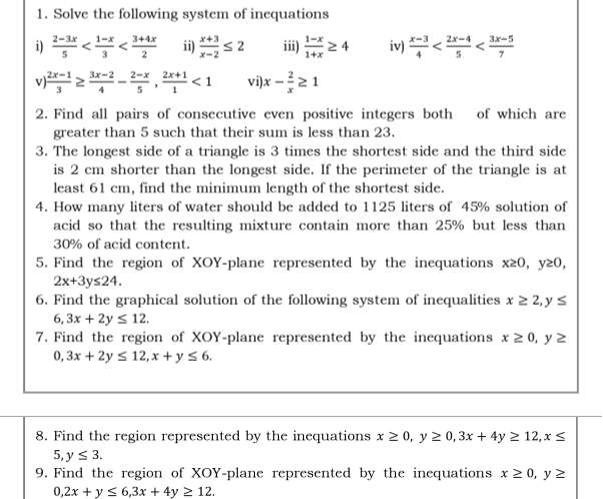 1. Solve the following system of inequations
i) (2−3x)/5 < (1−x)/3 < (3+4x)/2 ii) (x+3)/(x−2) ≤ 2 iii) (1−x)/(1+x) ≥ 4 iv) (x−3)/4 < (2x−4)/5 < (3x−5)/7
v) (2x−1)/3 ≥ (3x−2)/4 − (2−x)/5 , (2x+1)/1 < 1 vi)x − 2/x ≥ 1
2. Find all pairs of consecutive even positive integers both of which are
greater than 5 such that their sum is less than 23.
3. The longest side of a triangle is 3 times the shortest side and the third side
is 2 cm shorter than the longest side. If the perimeter of the triangle is at
least 61 cm, find the minimum length of the shortest side.
4. How many liters of water should be added to 1125 liters of 45% solution of
acid so that the resulting mixture contain more than 25% but less than
30% of acid content.
5. Find the region of XOY-plane represented by the inequations x≥0, y≥0,
2x+3y≤24.
6. Find the graphical solution of the following system of inequalities x ≥ 2, y ≤
6, 3x + 2y ≤ 12.
7. Find the region of XOY-plane represented by the inequations x ≥ 0, y ≥
0, 3x + 2y ≤ 12, x + y ≤ 6.
8. Find the region represented by the inequations x ≥ 0, y ≥ 0, 3x + 4y ≥ 12, x ≤
5, y ≤ 3.
9. Find the region of XOY-plane represented by the inequations x ≥ 0, y ≥
0,2x + y ≤ 6,3x + 4y ≥ 12.